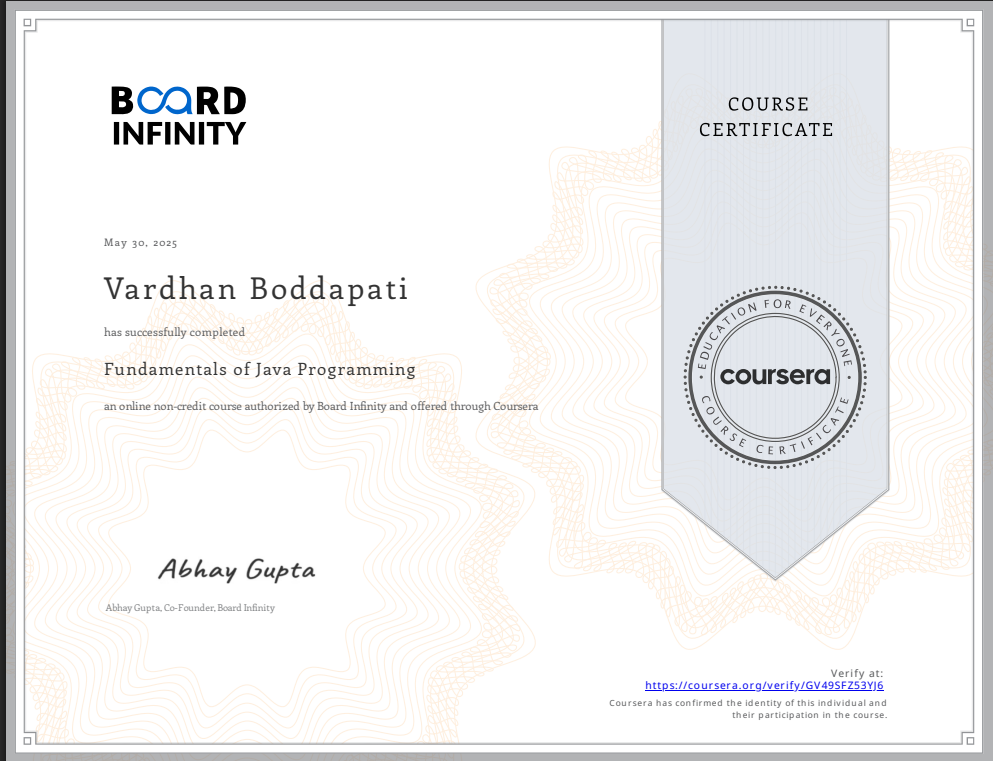 BOARD
INFINITY
COURSE
CERTIFICATE
May 30, 2025
Vardhan Boddapati
has successfully completed
Fundamentals of Java Programming
an online non-credit course authorized by Board Infinity and offered through Coursera
EDUCATION FOR EVERYONE
coursera
COURSE CERTIFICATE
Abhay Gupta
Abhay Gupta, Co-Founder, Board Infinity
Verify at:
https://coursera.org/verify/GV49SFZ53YJ6
Coursera has confirmed the identity of this individual and
their participation in the course.